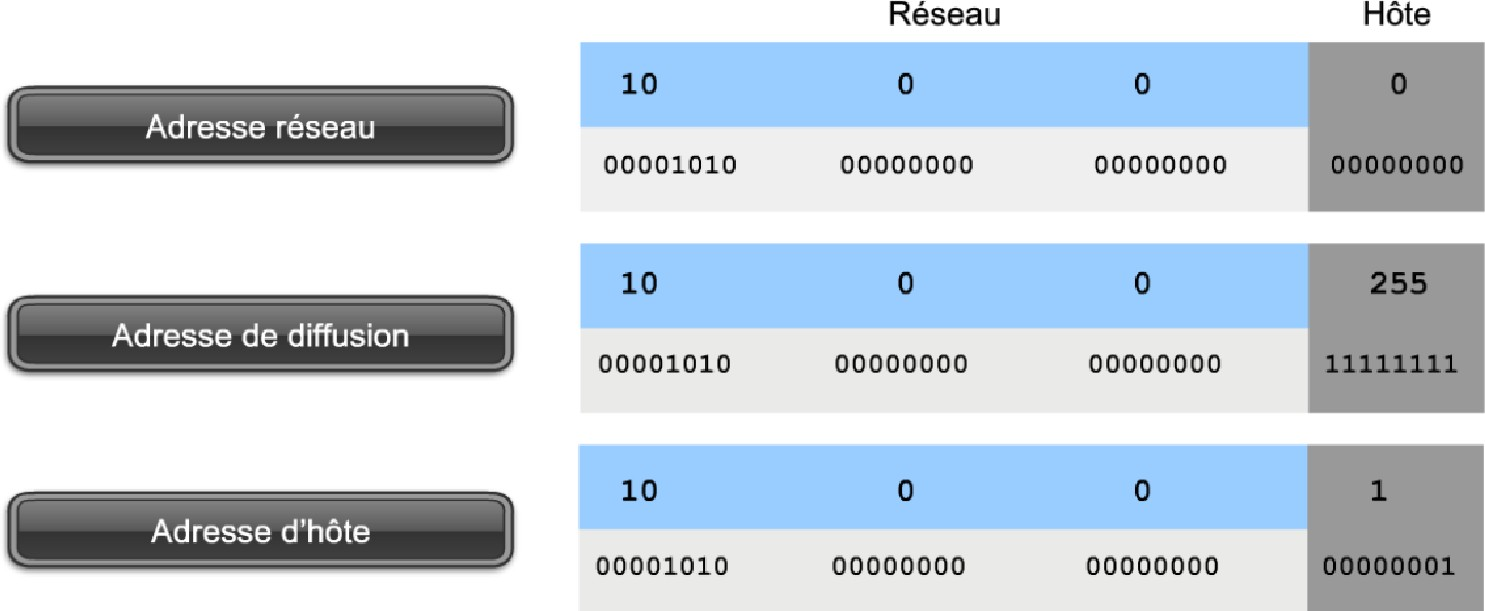 Réseau Hôte
10 0 0 0
Adresse réseau
00001010 00000000 00000000 00000000
10 0 0 255
Adresse de diffusion
00001010 00000000 00000000 11111111
10 0 0 1
Adresse d'hôte
00001010 00000000 00000000 00000001